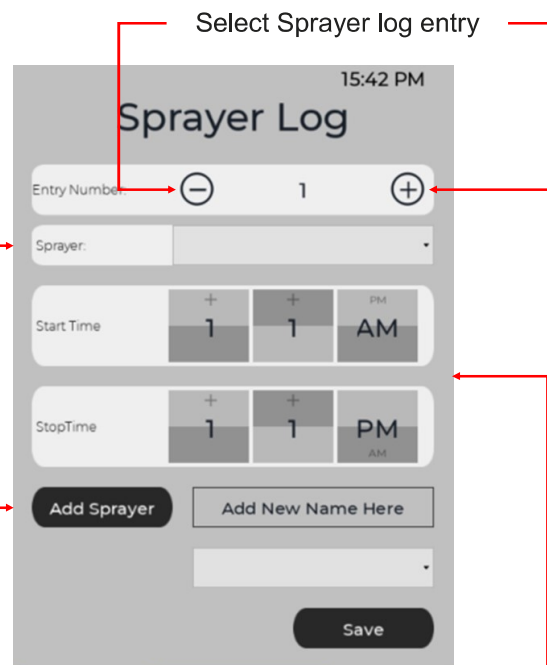 Select Sprayer log entry
15:42 PM
Sprayer Log
Entry Number: 1
Sprayer:
+ + PM
Start Time 1 1 AM
+ +
StopTime 1 1 PM
AM
Add Sprayer Add New Name Here
Save